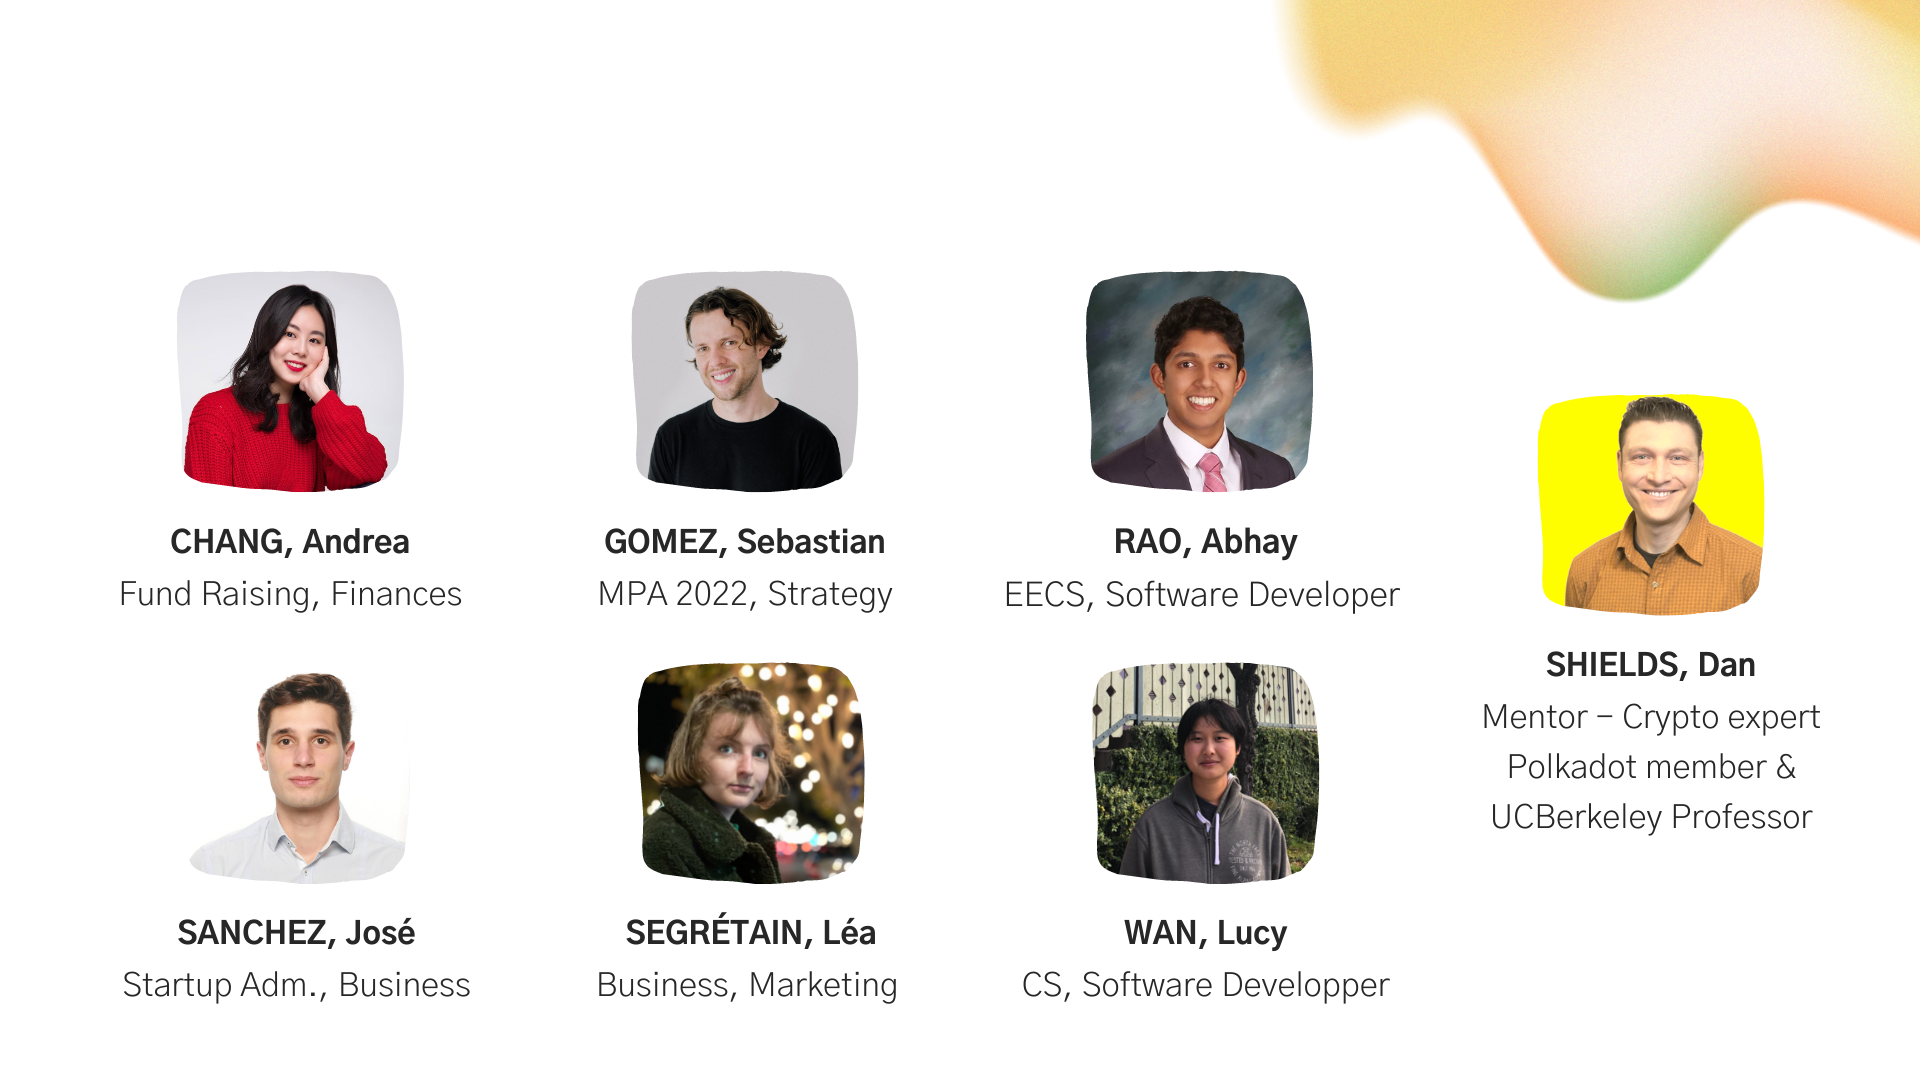 CHANG, Andrea
Fund Raising, Finances
GOMEZ, Sebastian
MPA 2022, Strategy
RAO, Abhay
EECS, Software Developer
SHIELDS, Dan
Mentor – Crypto expert
Polkadot member &
UCBerkeley Professor
SANCHEZ, José
Startup Adm., Business
SEGRÉTAIN, Léa
Business, Marketing
WAN, Lucy
CS, Software Developper